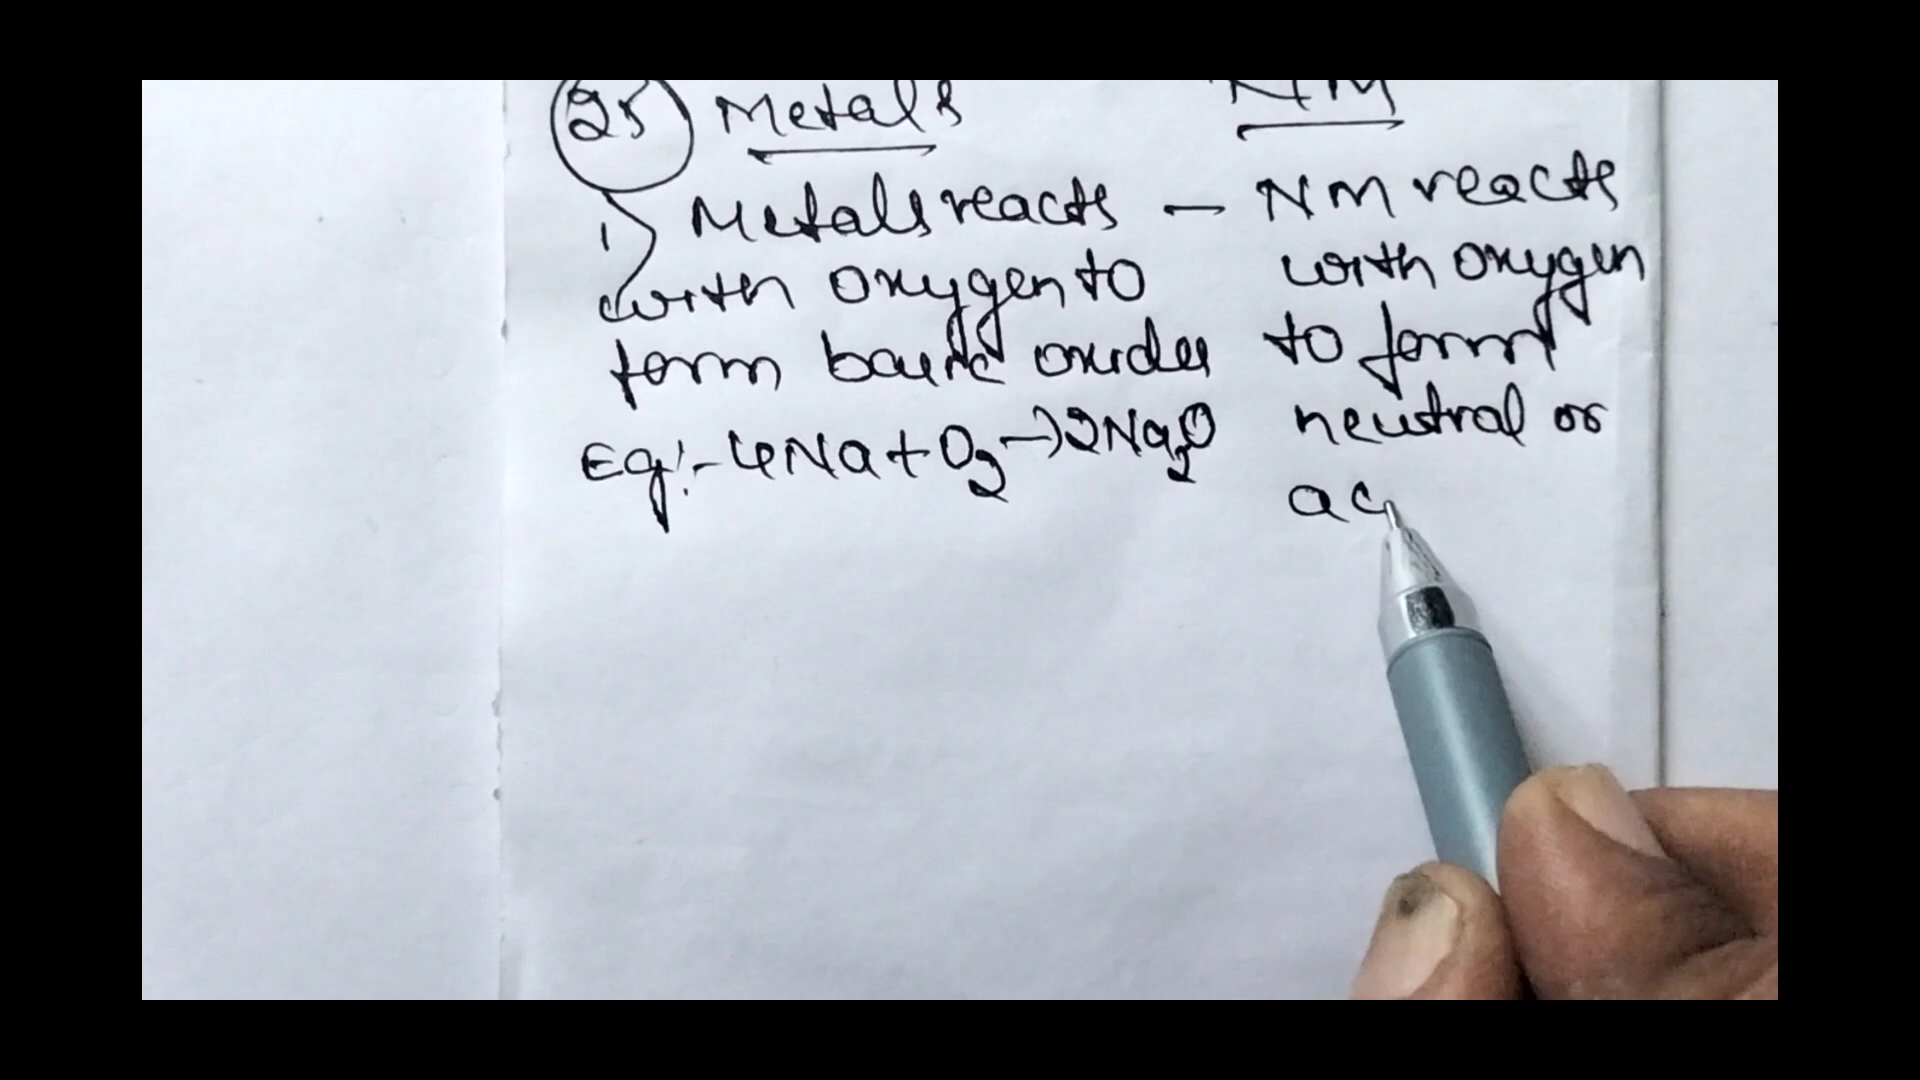 25 Metals NM
1) Metals reacts — NM reacts
with oxygen to with oxygen
form basic oxides to form
Eg:- 4Na + O2 → 2Na2O neutral or
ac